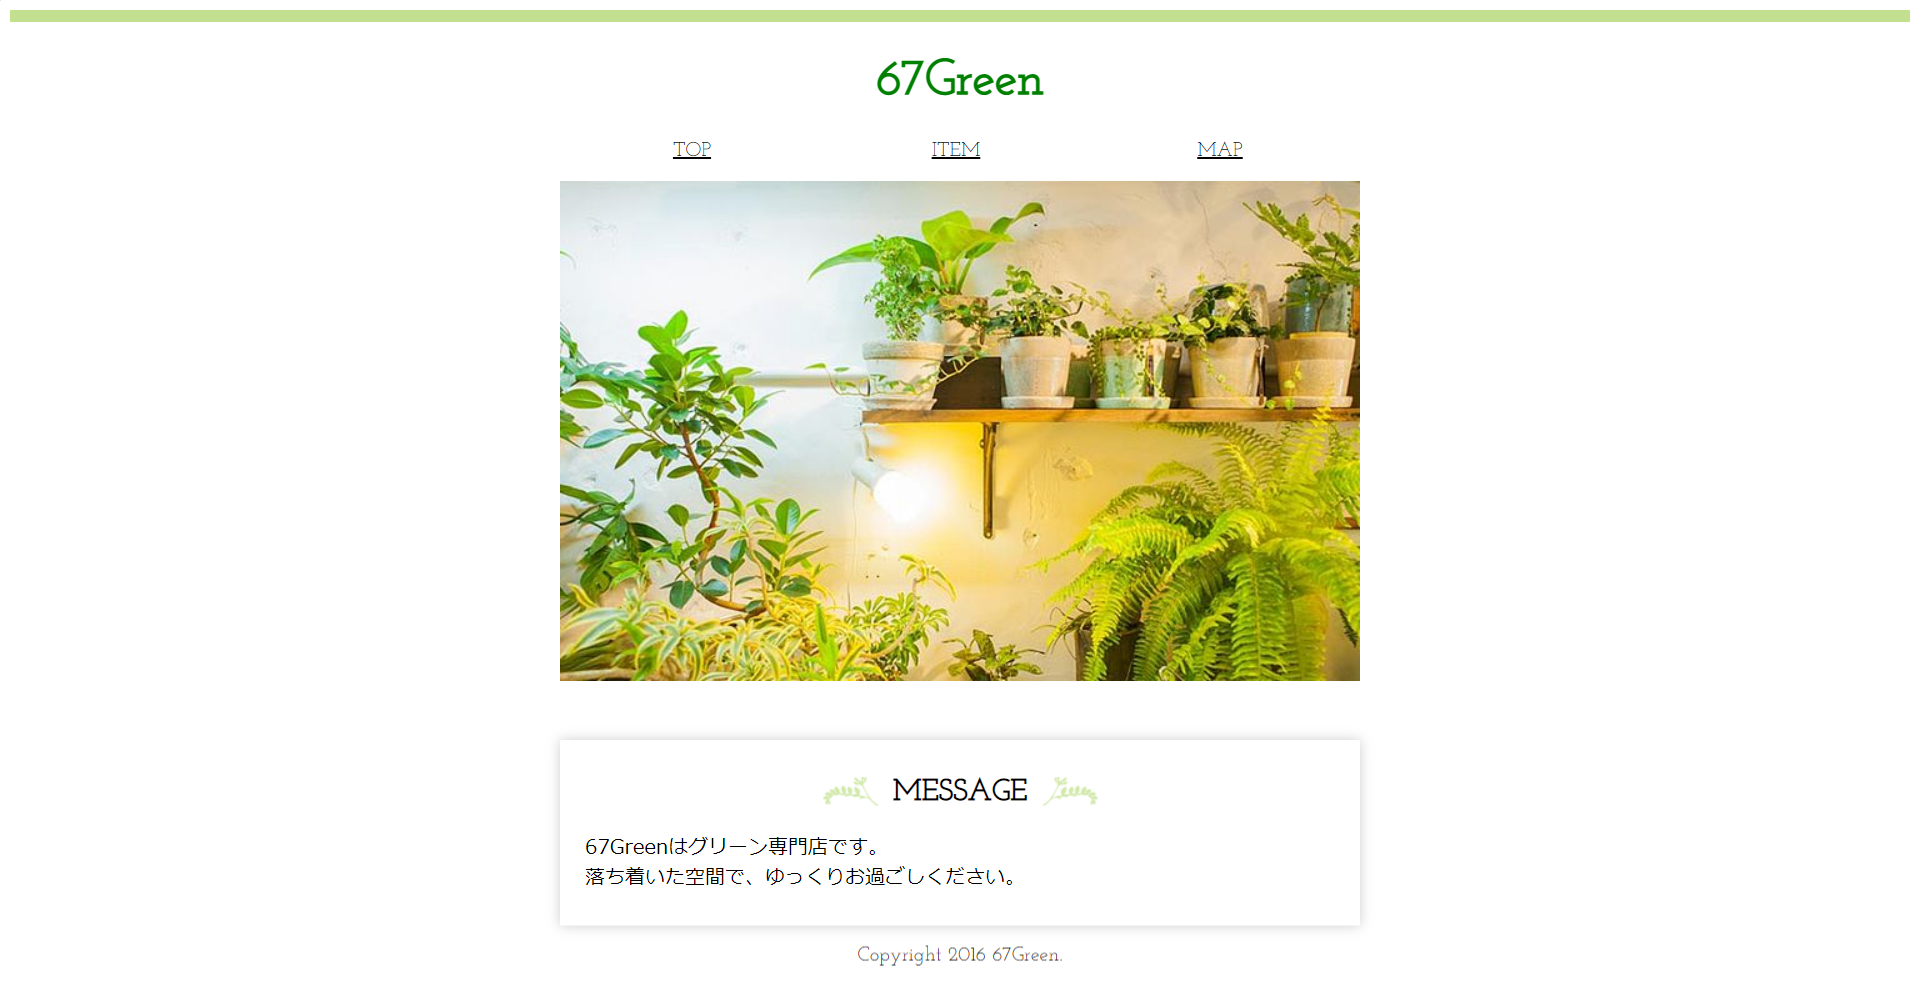 67Green
TOP ITEM MAP
MESSAGE
67Greenはグリーン専門店です。
落ち着いた空間で、ゆっくりお過ごしください。
Copyright 2016 67Green.